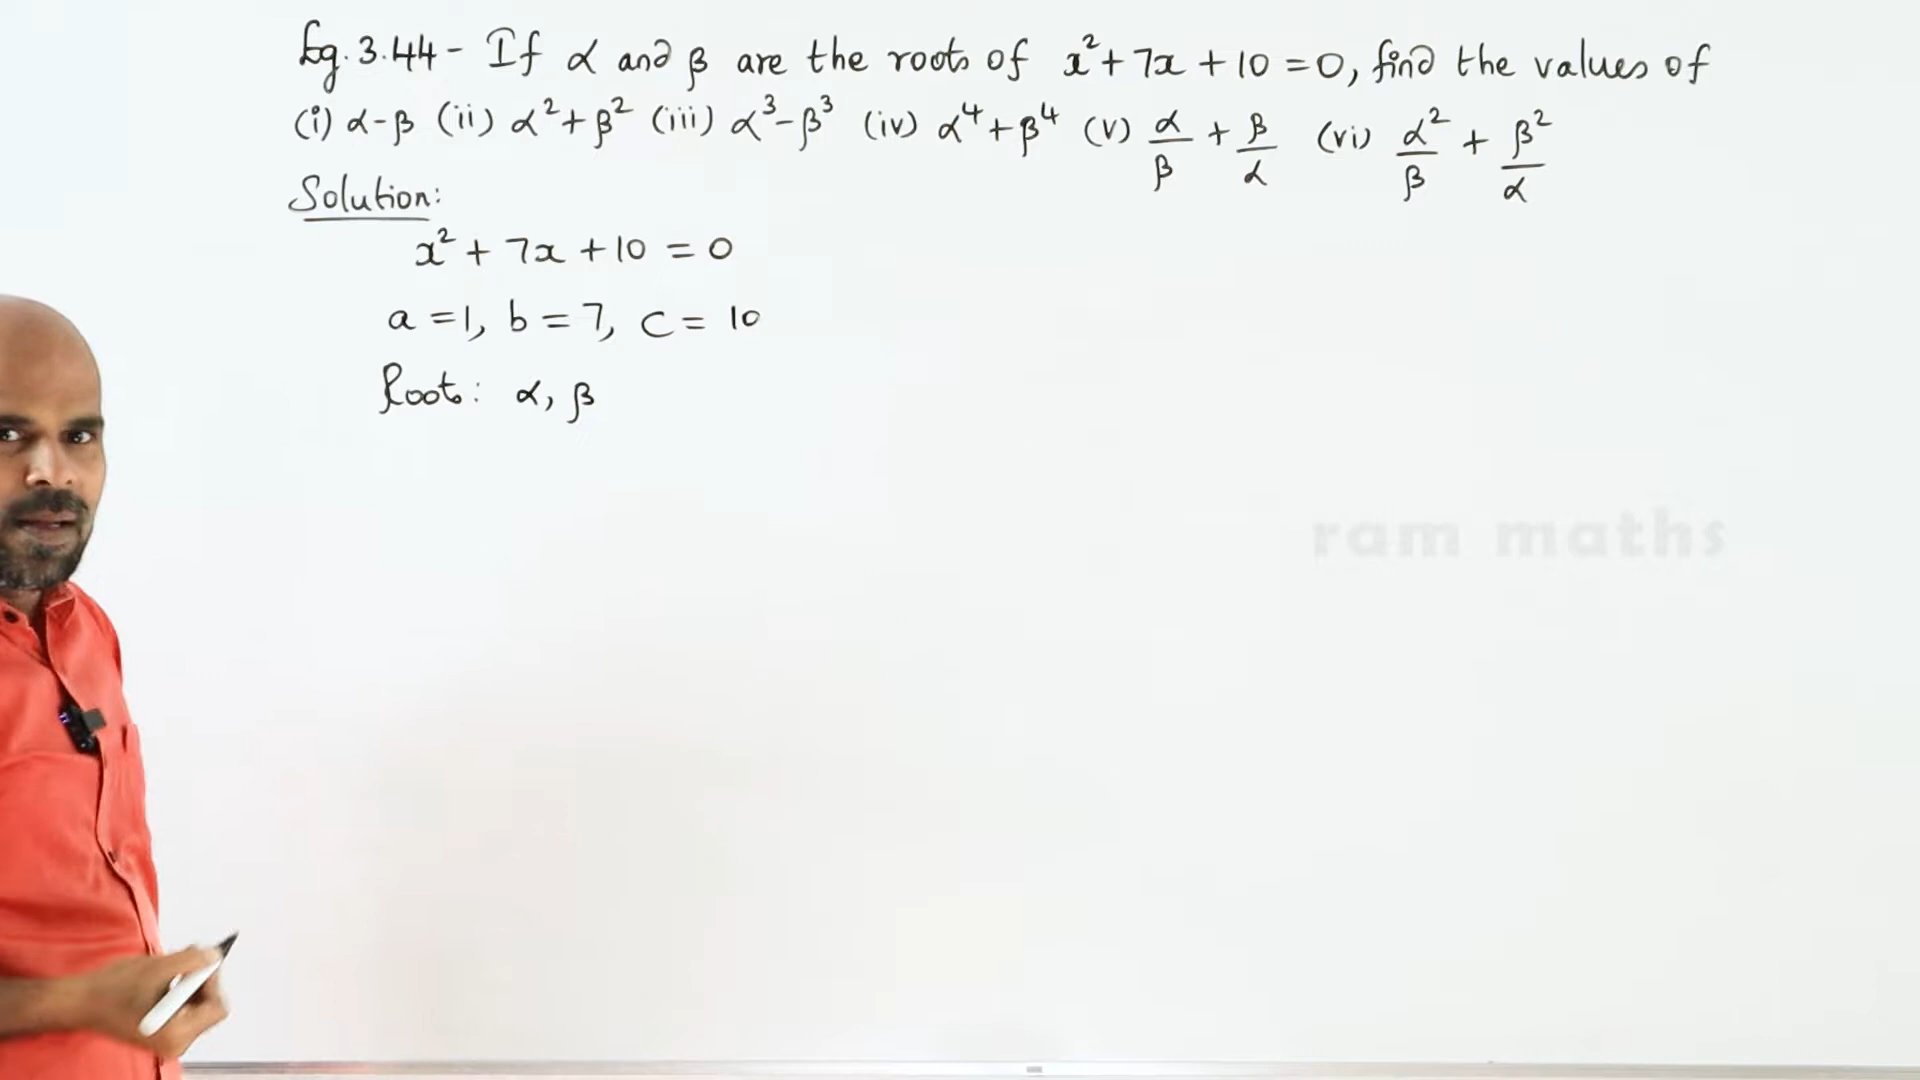 Eg. 3.44 - If α and β are the roots of x² + 7x + 10 = 0, find the values of
(i) α-β (ii) α² + β² (iii) α³ - β³ (iv) α⁴ + β⁴ (v) α/β + β/α (vi) α²/β + β²/α
Solution:
x² + 7x + 10 = 0
a = 1, b = 7, c = 10
Roots: α, β
ram maths